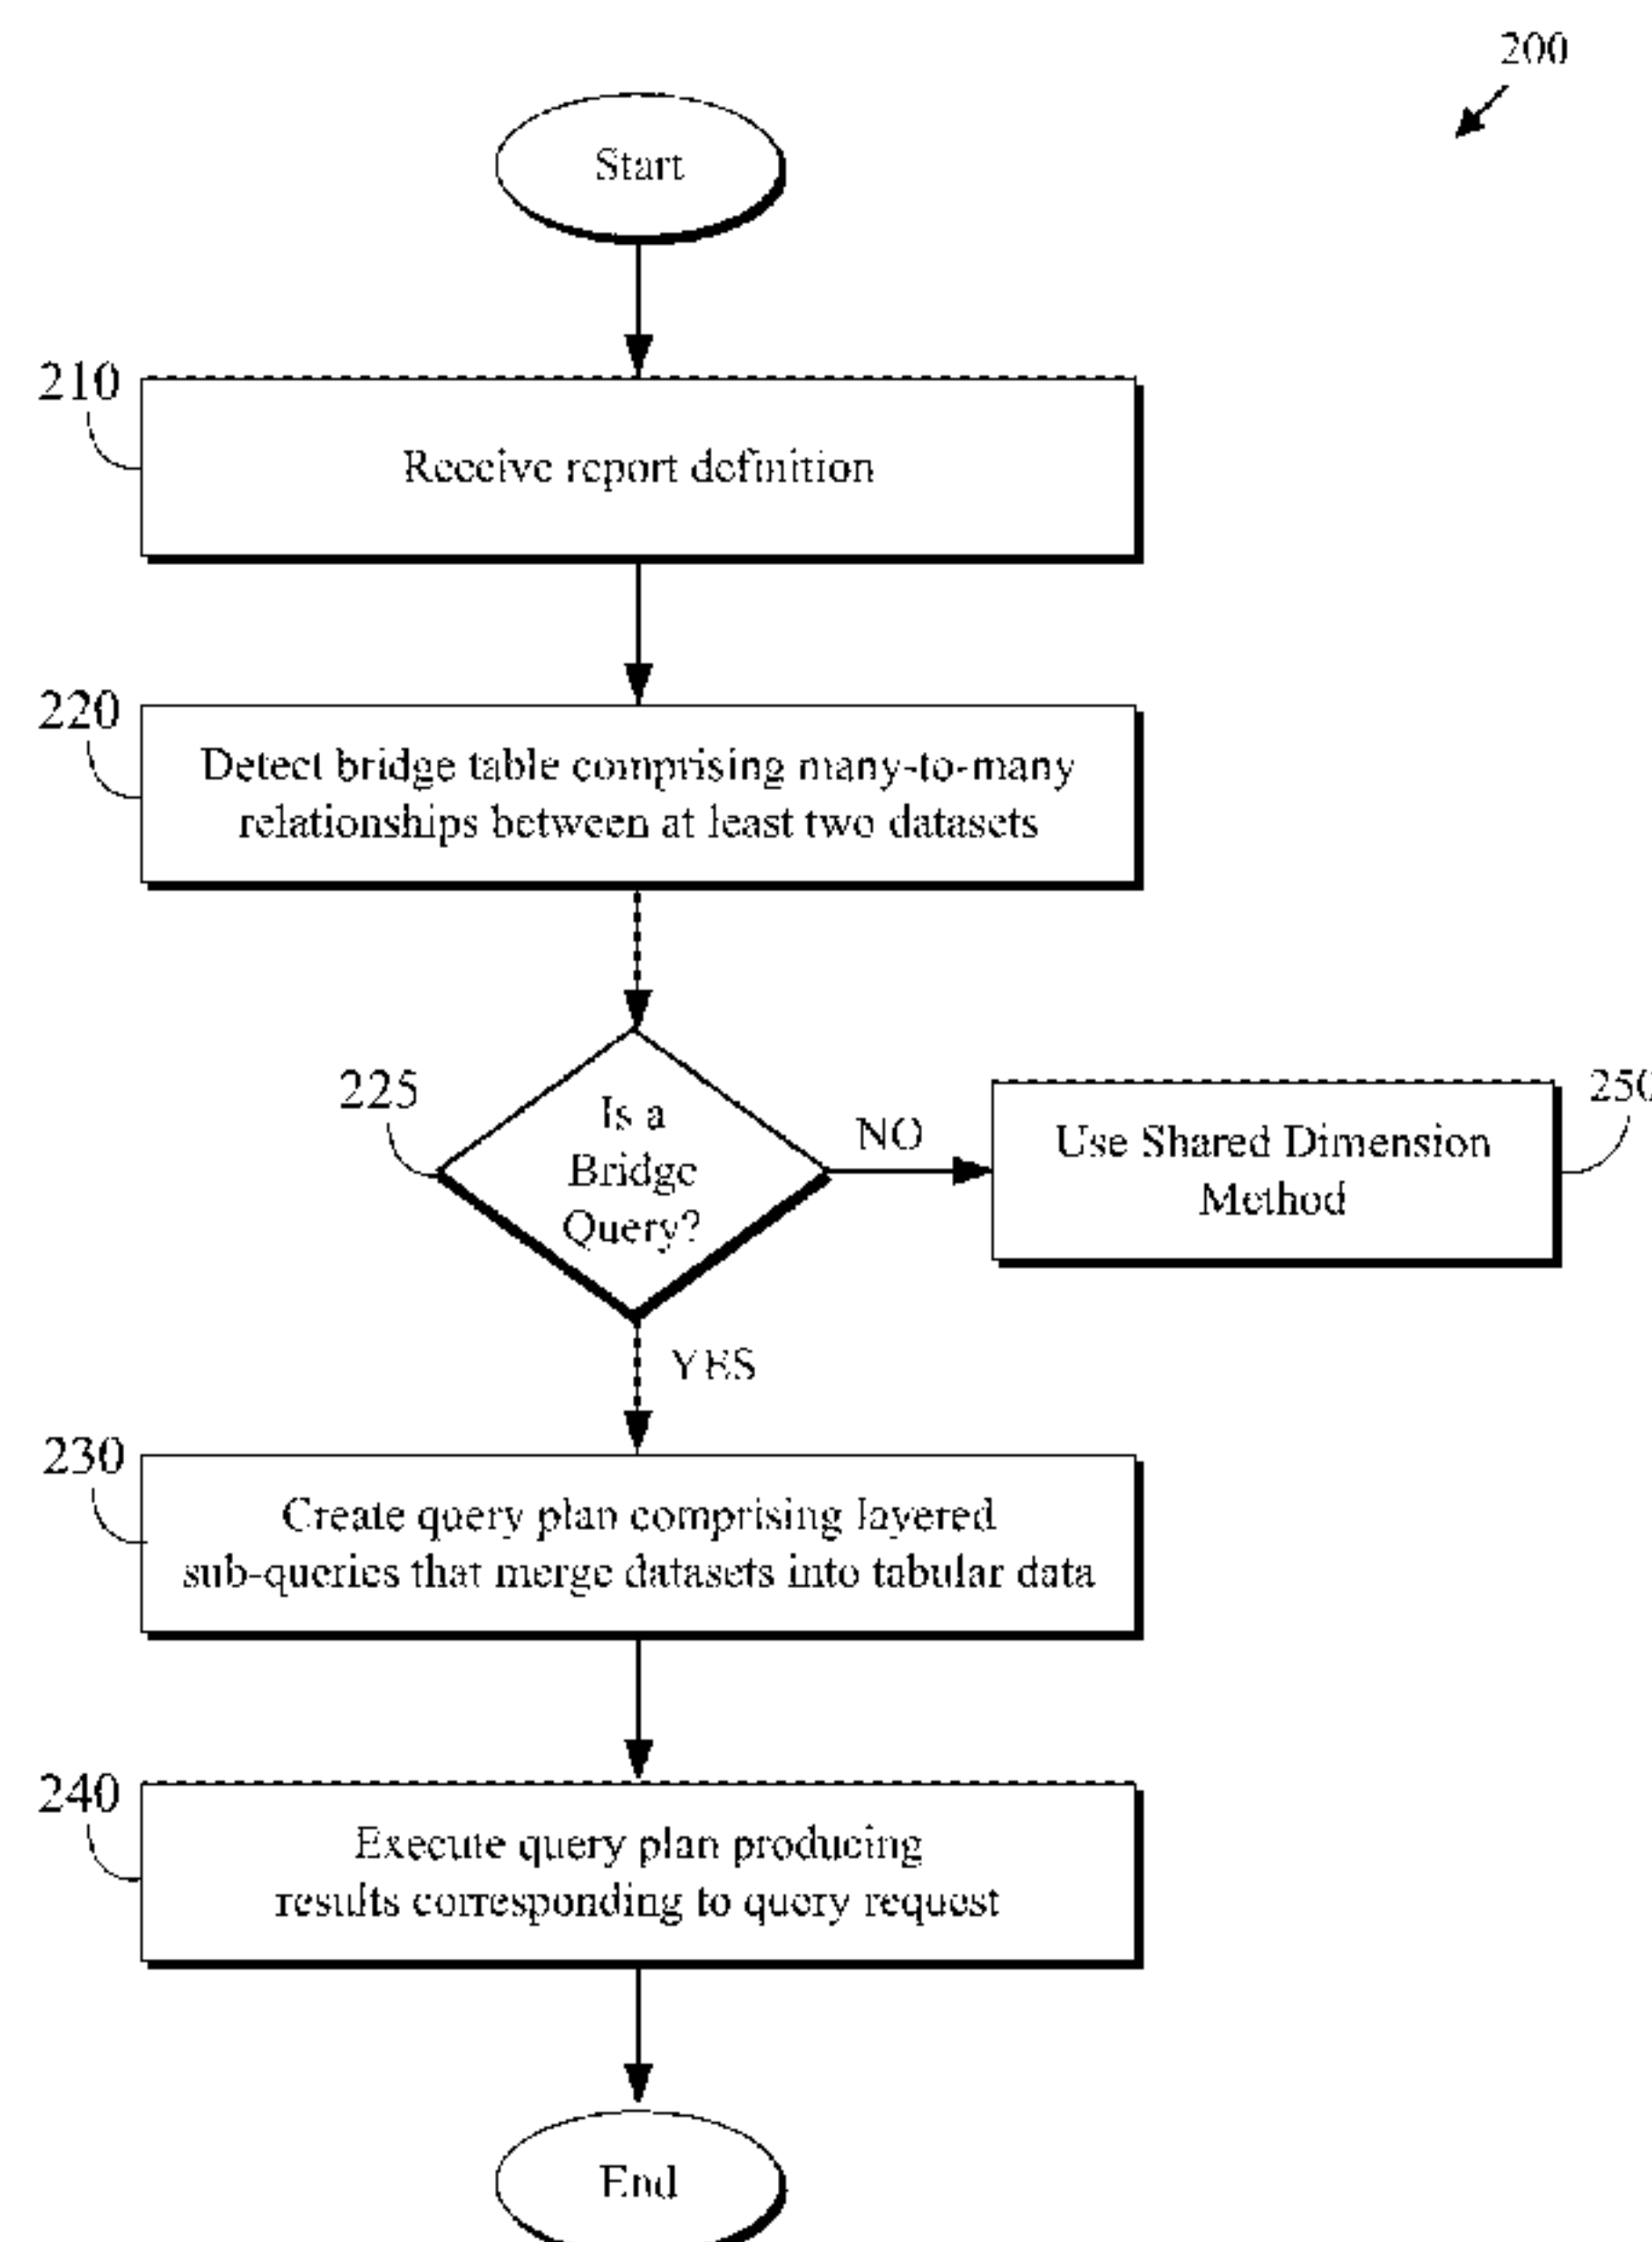 200
Start
210
Receive report definition
220
Detect bridge table comprising many-to-many
relationships between at least two datasets
225
Is a
Bridge
Query?
NO
250
Use Shared Dimension
Method
YES
230
Create query plan comprising layered
sub-queries that merge datasets into tabular data
240
Execute query plan producing
results corresponding to query request
End